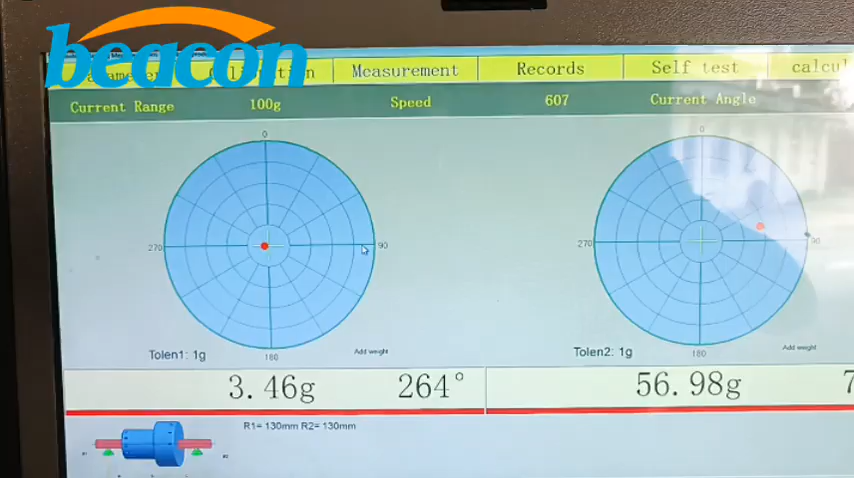 beacon
Measurement Records Self test
Current Range 100g Speed 607 Current Angle
0 0
270 90 270 90
180 180
Tolen1: 1g Add weight Tolen2: 1g Add weight
3.46g 264° 56.98g
R1= 130mm R2= 130mm